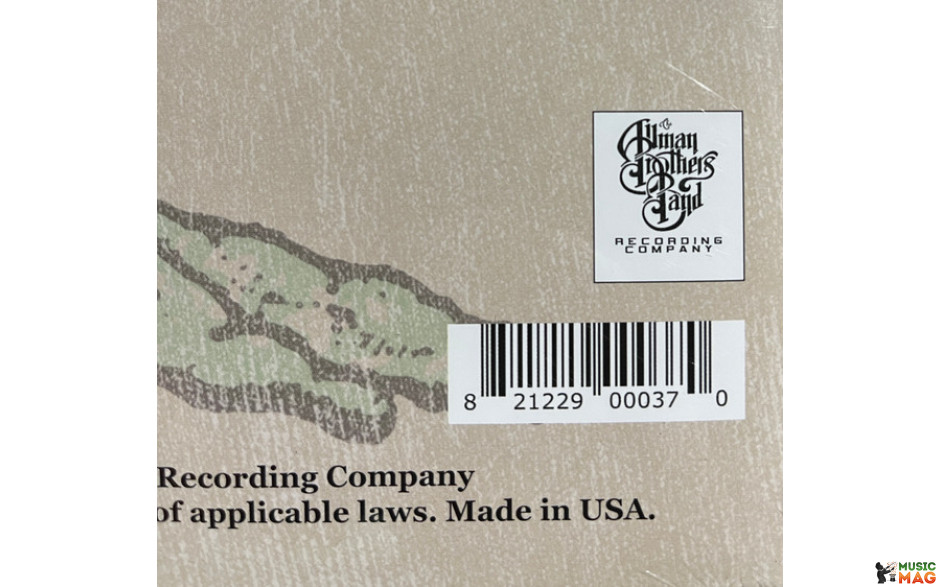 The
Allman
Brothers
Band
RECORDING
COMPANY
8 21229 00037 0
Recording Company
of applicable laws. Made in USA.
MUSIC
MAG